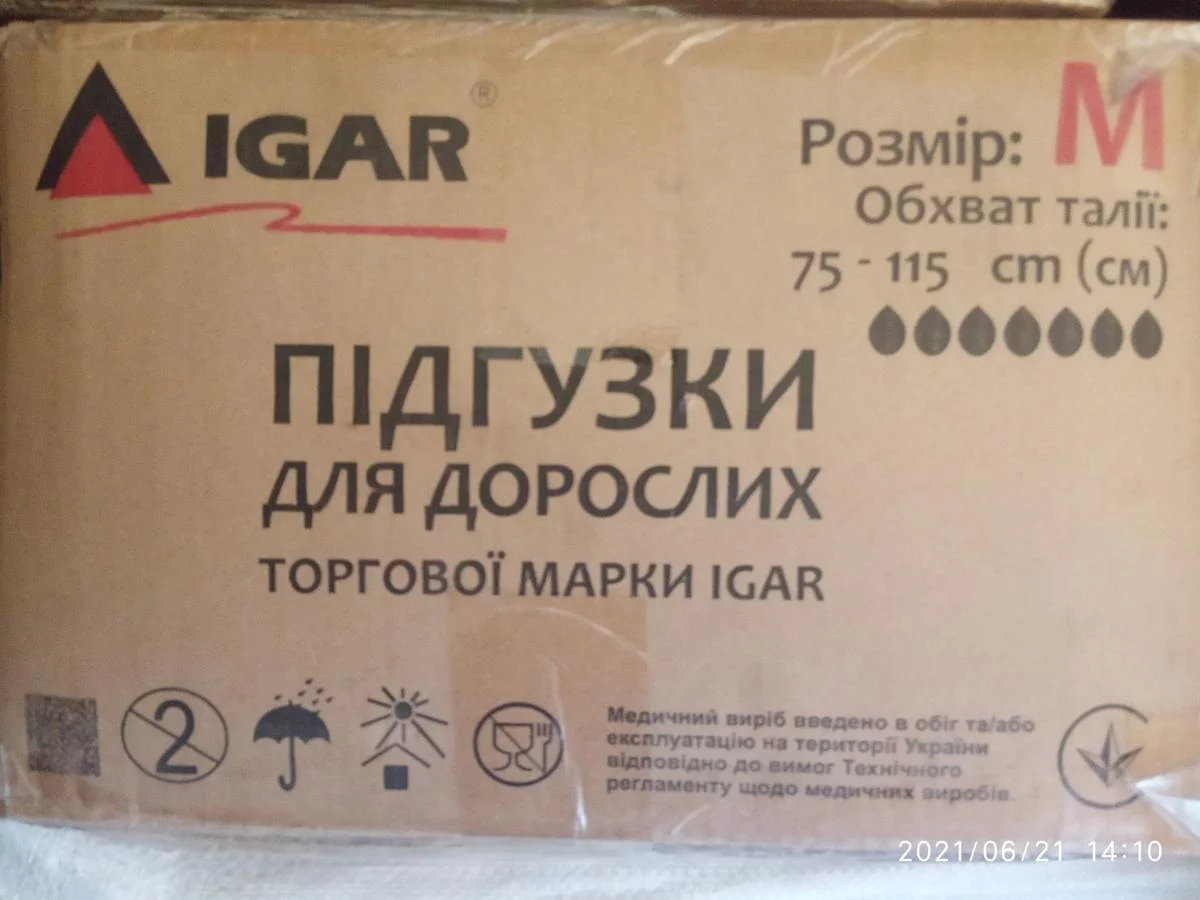 IGAR ®
Розмір: M
Обхват талії:
75 - 115 cm (см)
ПІДГУЗКИ
ДЛЯ ДОРОСЛИХ
ТОРГОВОЇ МАРКИ IGAR
2
Медичний виріб введено в обіг та/або
експлуатацію на території України
відповідно до вимог Технічного
регламенту щодо медичних виробів.
2021/06/21 14:10